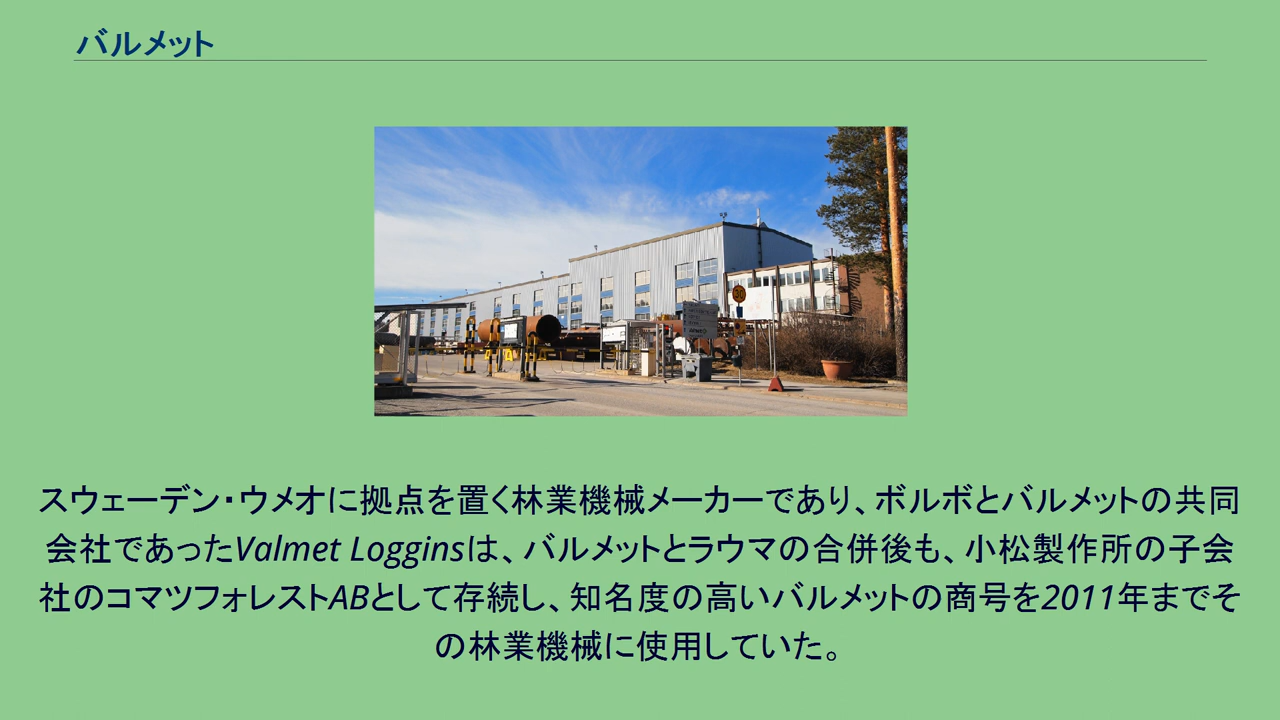 バルメット
スウェーデン・ウメオに拠点を置く林業機械メーカーであり、ボルボとバルメットの共同
会社であったValmet Logginsは、バルメットとラウマの合併後も、小松製作所の子会
社のコマツフォレストABとして存続し、知名度の高いバルメットの商号を2011年までそ
の林業機械に使用していた。